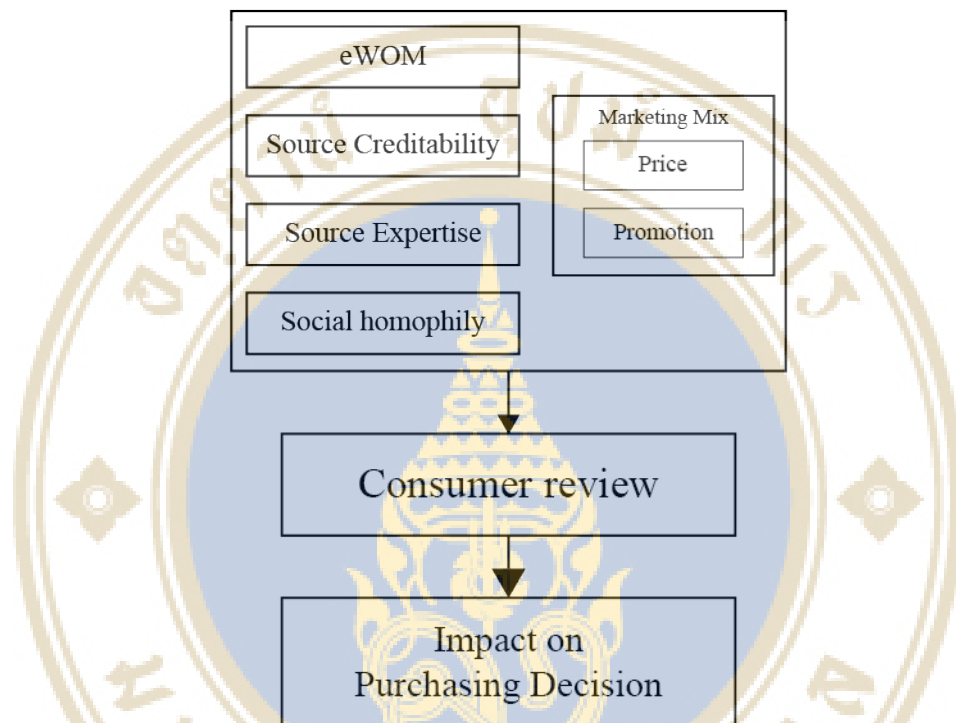 eWOM
Source Creditability
Source Expertise
Social homophily
Marketing Mix
Price
Promotion
Consumer review
Impact on
Purchasing Decision